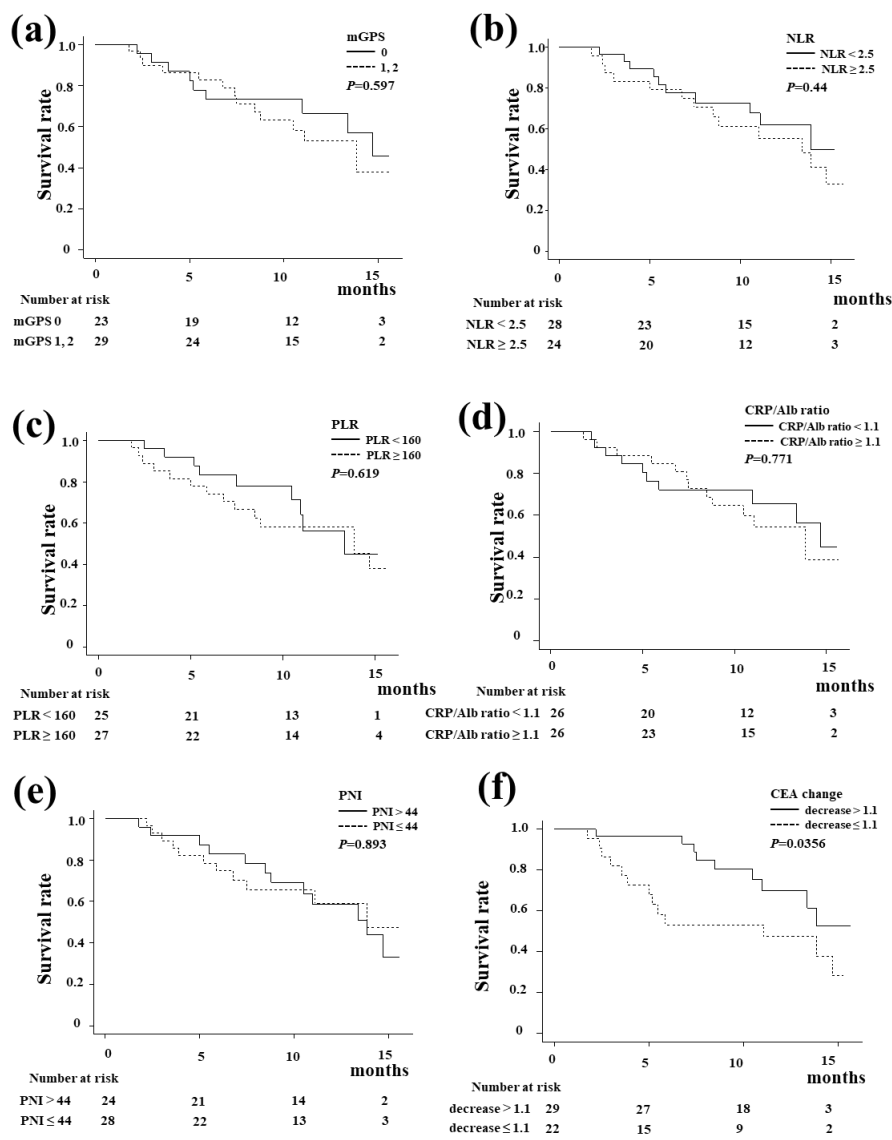 (a)
mGPS
0
1, 2
P=0.597
Survival rate
1.0
0.8
0.6
0.4
0.2
0
0 5 10 15
months
Number at risk
mGPS 0 23 19 12 3
mGPS 1, 2 29 24 15 2
(b)
NLR
NLR < 2.5
NLR ≥ 2.5
P=0.44
Survival rate
1.0
0.8
0.6
0.4
0.2
0
0 5 10 15
months
Number at risk
NLR < 2.5 28 23 15 2
NLR ≥ 2.5 24 20 12 3
(c)
PLR
PLR < 160
PLR ≥ 160
P=0.619
Survival rate
1.0
0.8
0.6
0.4
0.2
0
0 5 10 15
months
Number at risk
PLR < 160 25 21 13 1
PLR ≥ 160 27 22 14 4
(d)
CRP/Alb ratio
CRP/Alb ratio < 1.1
CRP/Alb ratio ≥ 1.1
P=0.771
Survival rate
1.0
0.8
0.6
0.4
0.2
0
0 5 10 15
months
Number at risk
CRP/Alb ratio < 1.1 26 20 12 3
CRP/Alb ratio ≥ 1.1 26 23 15 2
(e)
PNI
PNI > 44
PNI ≤ 44
P=0.893
Survival rate
1.0
0.8
0.6
0.4
0.2
0
0 5 10 15
months
Number at risk
PNI > 44 24 21 14 2
PNI ≤ 44 28 22 13 3
(f)
CEA change
decrease > 1.1
decrease ≤ 1.1
P=0.0356
Survival rate
1.0
0.8
0.6
0.4
0.2
0
0 5 10 15
months
Number at risk
decrease > 1.1 29 27 18 3
decrease ≤ 1.1 22 15 9 2